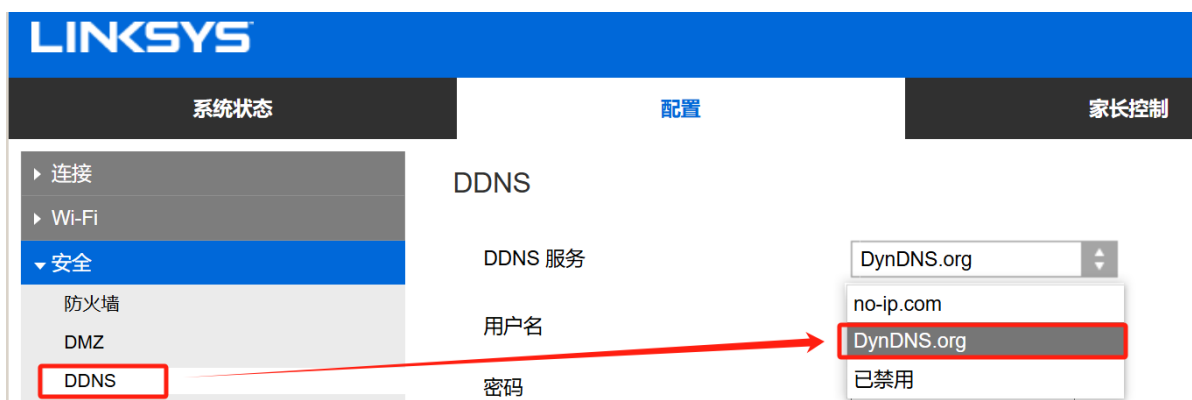 LINKSYS
系统状态 配置 家长控制
连接
Wi-Fi
安全
防火墙
DMZ
DDNS
DDNS
DDNS 服务 DynDNS.org
no-ip.com
用户名
DynDNS.org
密码
已禁用